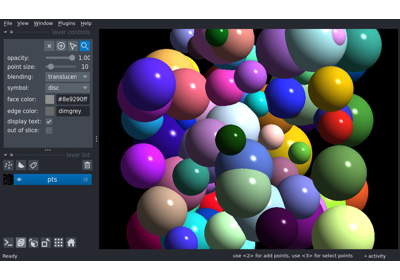 File View Window Plugins Help
layer controls
opacity: 1.00
point size: 10
blending: translucen
symbol: disc
face color: #8e9290ff
edge color: dimgrey
display text:
out of slice:
layer list
pts
use <2> for add points, use <3> for select points
activity